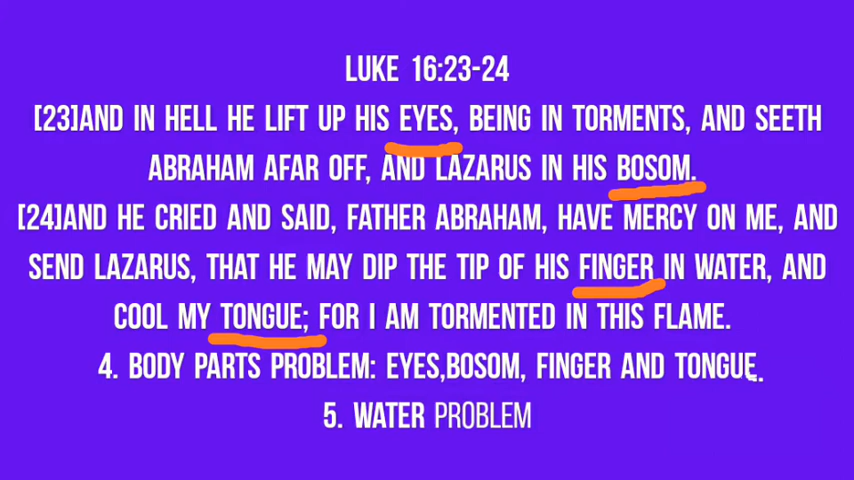 LUKE 16:23-24
[23]AND IN HELL HE LIFT UP HIS EYES, BEING IN TORMENTS, AND SEETH
ABRAHAM AFAR OFF, AND LAZARUS IN HIS BOSOM.
[24]AND HE CRIED AND SAID, FATHER ABRAHAM, HAVE MERCY ON ME, AND
SEND LAZARUS, THAT HE MAY DIP THE TIP OF HIS FINGER IN WATER, AND
COOL MY TONGUE; FOR I AM TORMENTED IN THIS FLAME.
4. BODY PARTS PROBLEM: EYES,BOSOM, FINGER AND TONGUE.
5. WATER PROBLEM